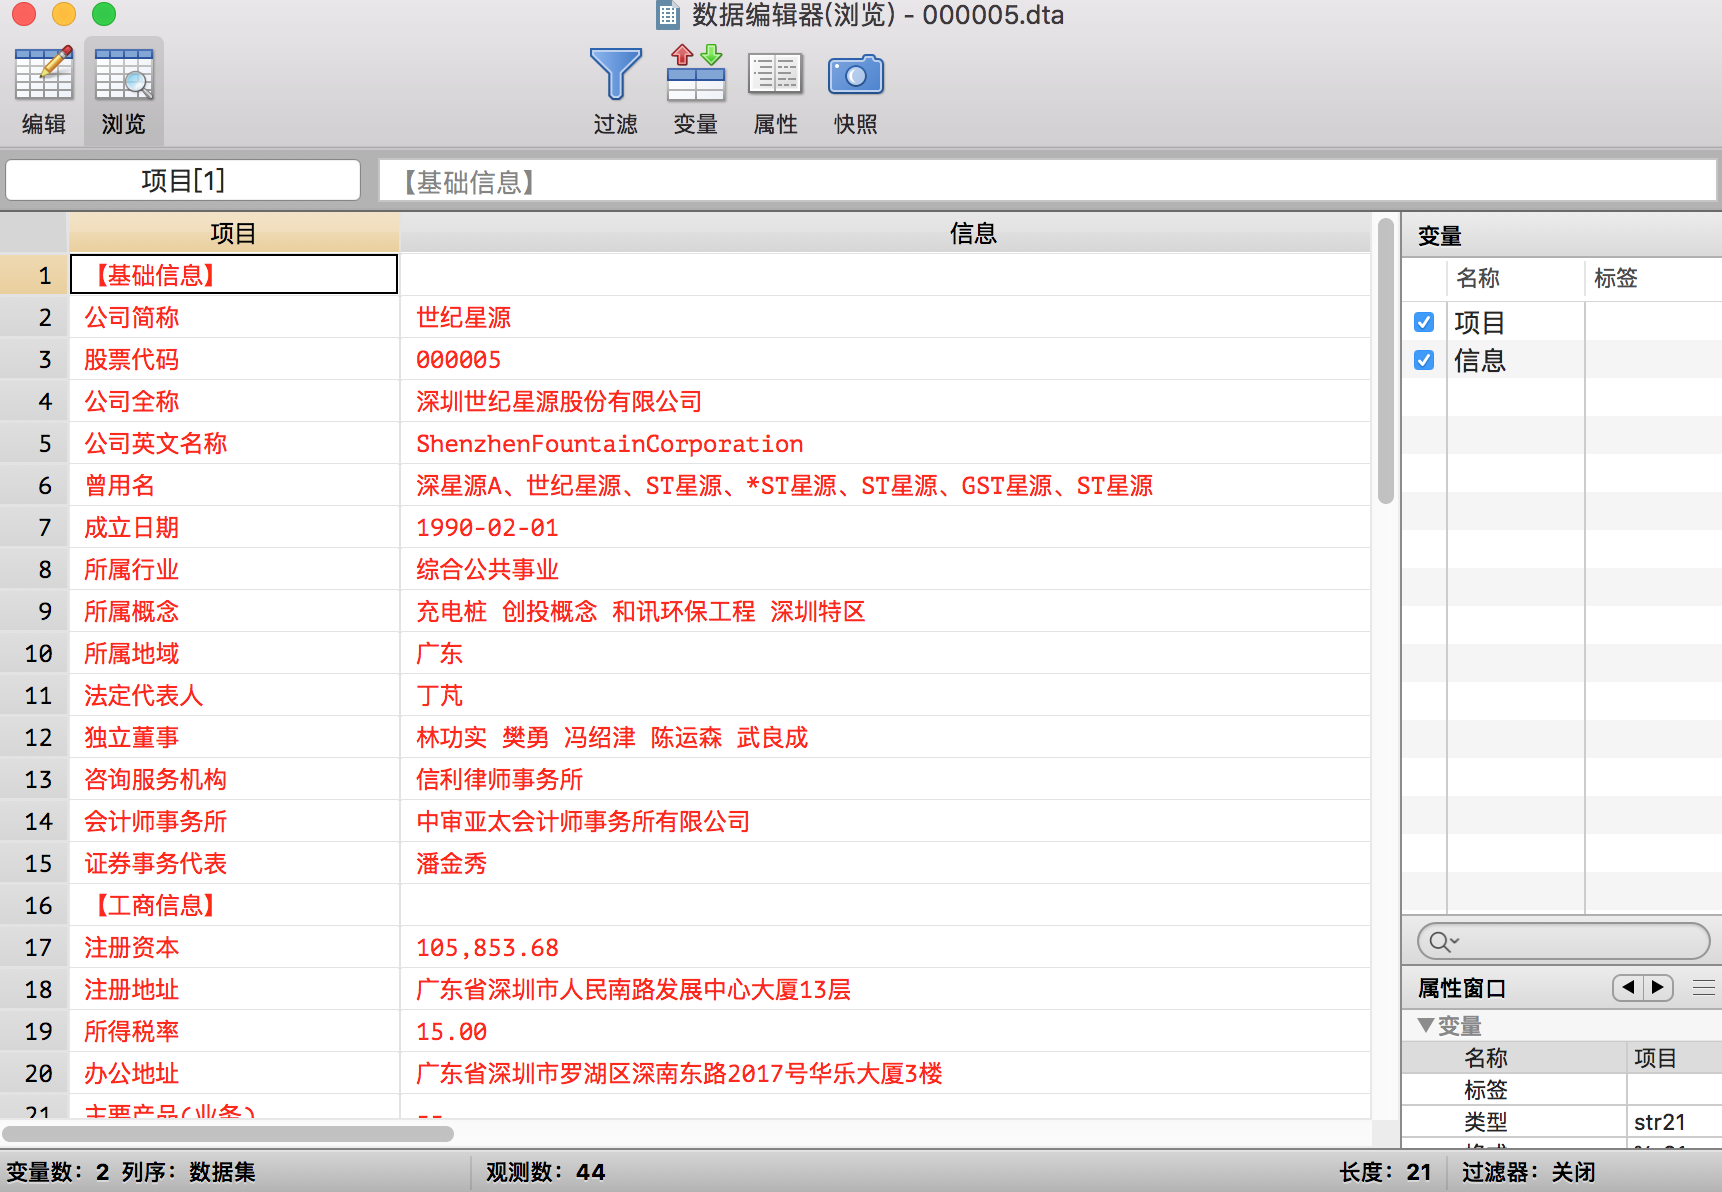 数据编辑器(浏览) - 000005.dta
编辑 浏览 过滤 变量 属性 快照
项目[1] 【基础信息】
项目 信息
1 【基础信息】
2 公司简称 世纪星源
3 股票代码 000005
4 公司全称 深圳世纪星源股份有限公司
5 公司英文名称 ShenzhenFountainCorporation
6 曾用名 深星源A、世纪星源、ST星源、*ST星源、ST星源、GST星源、ST星源
7 成立日期 1990-02-01
8 所属行业 综合公共事业
9 所属概念 充电桩 创投概念 和讯环保工程 深圳特区
10 所属地域 广东
11 法定代表人 丁芃
12 独立董事 林功实 樊勇 冯绍津 陈运森 武良成
13 咨询服务机构 信利律师事务所
14 会计师事务所 中审亚太会计师事务所有限公司
15 证券事务代表 潘金秀
16 【工商信息】
17 注册资本 105,853.68
18 注册地址 广东省深圳市人民南路发展中心大厦13层
19 所得税率 15.00
20 办公地址 广东省深圳市罗湖区深南东路2017号华乐大厦3楼
21 主要产品(业务) --
变量
名称 标签
项目
信息
属性窗口
▼变量
名称 项目
标签
类型 str21
变量数：2 列序：数据集 观测数：44 长度：21 过滤器：关闭